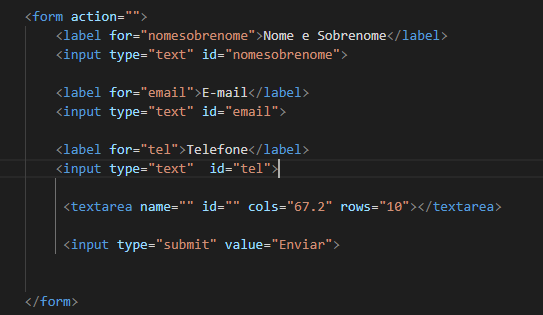 <form action="">
<label for="nomesobrenome">Nome e Sobrenome</label>
<input type="text" id="nomesobrenome">
<label for="email">E-mail</label>
<input type="text" id="email">
<label for="tel">Telefone</label>
<input type="text"  id="tel">
<textarea name="" id="" cols="67.2" rows="10"></textarea>
<input type="submit" value="Enviar">
</form>